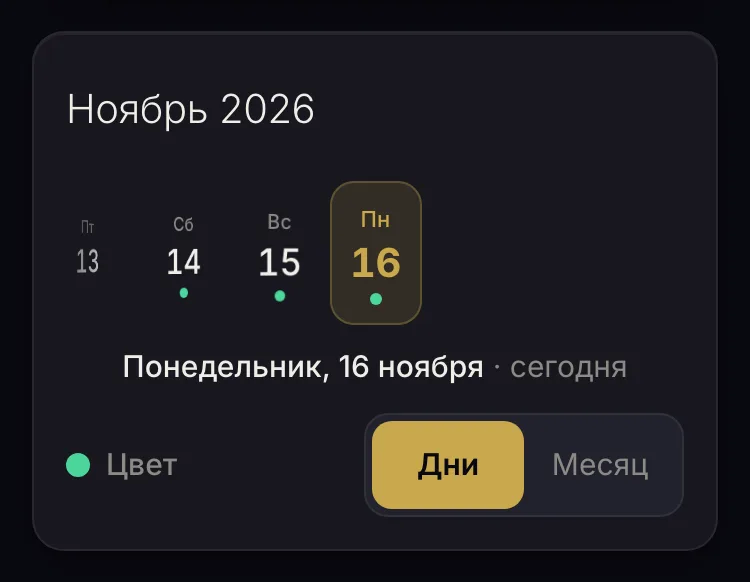 Ноябрь 2026
Пт Сб Вс Пн
13 14 15 16
Понедельник, 16 ноября · сегодня
Цвет Дни Месяц